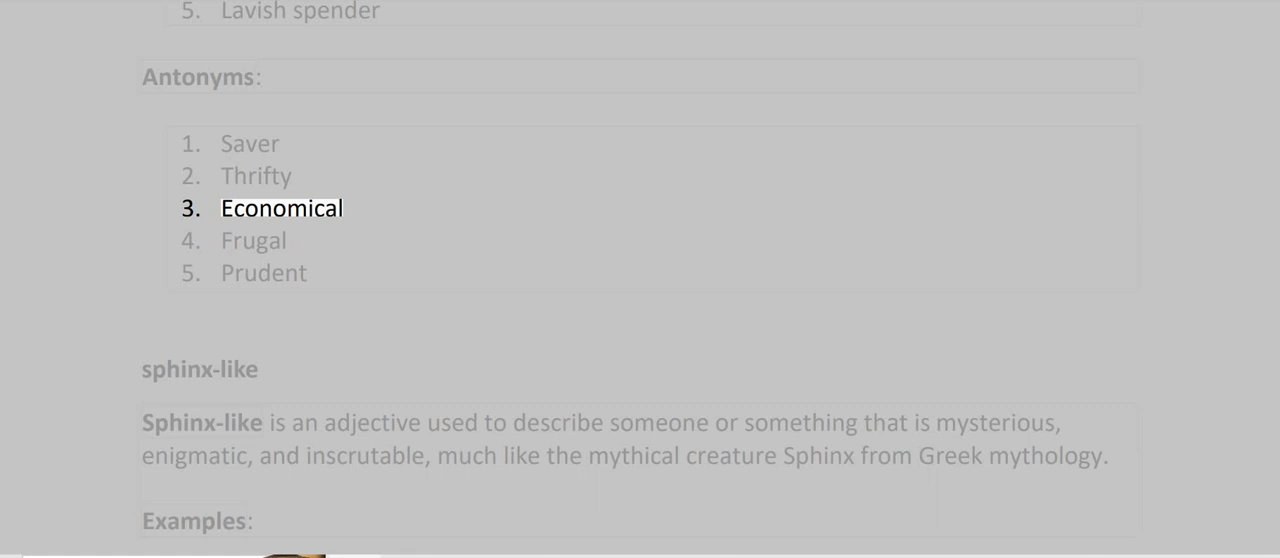 5. Lavish spender
Antonyms:
1. Saver
2. Thrifty
3. Economical
4. Frugal
5. Prudent
sphinx-like
Sphinx-like is an adjective used to describe someone or something that is mysterious,
enigmatic, and inscrutable, much like the mythical creature Sphinx from Greek mythology.
Examples: